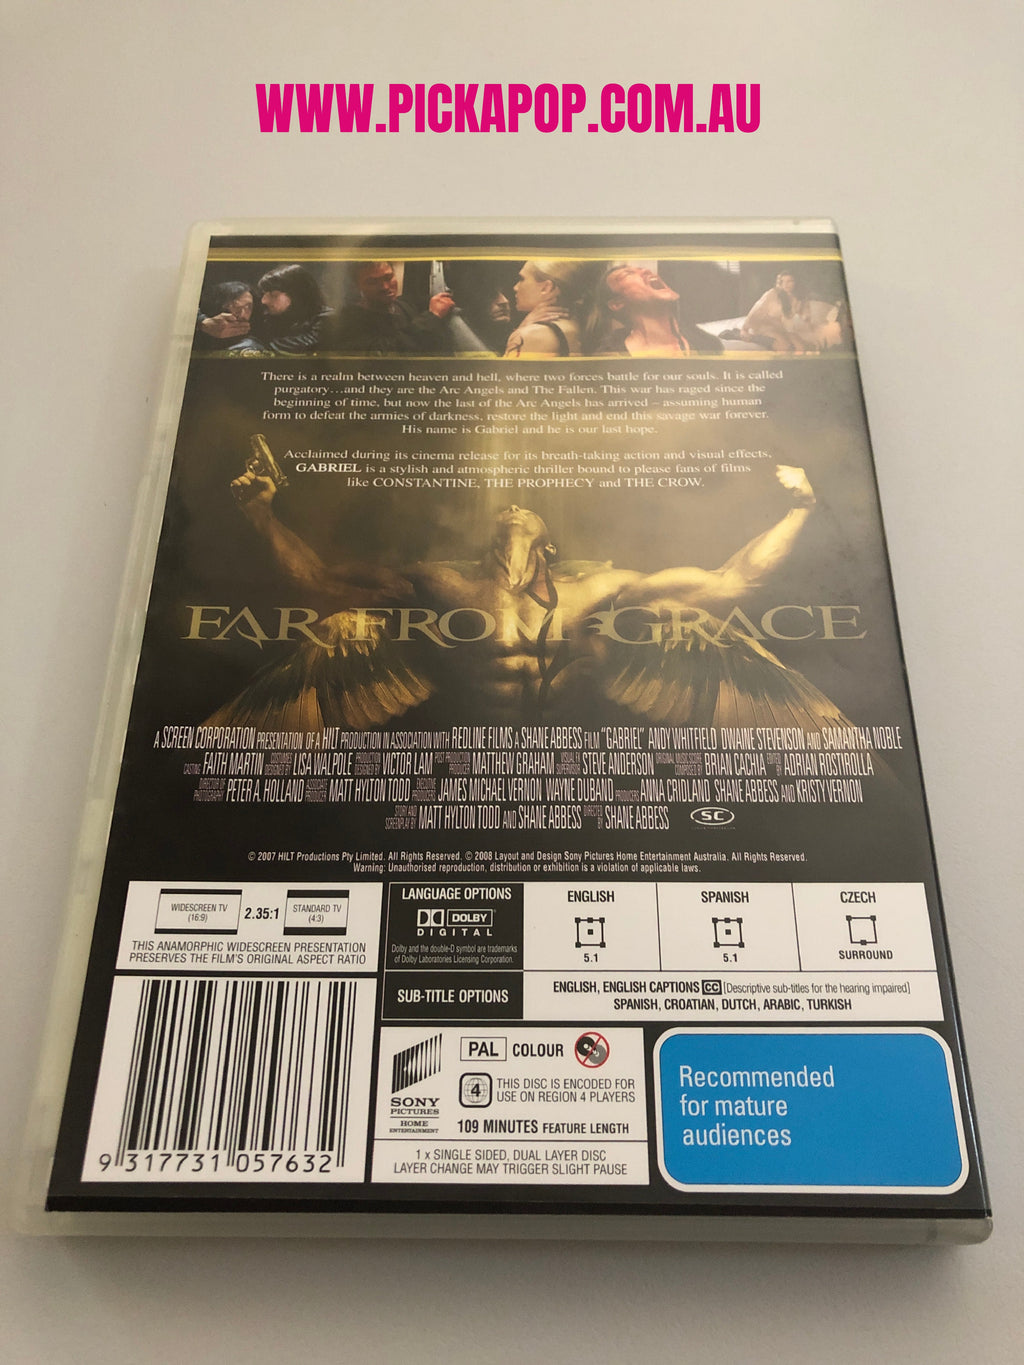 WWW.PICKAPOP.COM.AU
There is a realm between heaven and hell, where two forces battle for our souls. It is called
purgatory...and they are the Arc Angels and The Fallen. This war has raged since the
beginning of time, but now the last of the Arc Angels has arrived – assuming human
form to defeat the armies of darkness, restore the light and end this savage war forever.
His name is Gabriel and he is our last hope.
Acclaimed during its cinema release for its breath-taking action and visual effects,
GABRIEL is a stylish and atmospheric thriller bound to please fans of films
like CONSTANTINE, THE PROPHECY and THE CROW.
FAR FROM GRACE
A SCREEN CORPORATION PRESENTATION OF A HILT PRODUCTION IN ASSOCIATION WITH REDLINE FILMS A SHANE ABBESS FILM "GABRIEL" ANDY WHITFIELD DWAINE STEVENSON AND SAMANTHA NOBLE
CASTING FAITH MARTIN COSTUMES DESIGNED BY LISA WALPOLE PRODUCTION DESIGNED BY VICTOR LAM POST PRODUCTION PRODUCER MATTHEW GRAHAM VISUAL FX SUPERVISOR STEVE ANDERSON ORIGINAL MUSIC SCORE COMPOSED BY BRIAN CACHIA EDITED BY ADRIAN ROSTIROLLA
DIRECTOR OF PHOTOGRAPHY PETER A. HOLLAND ASSOCIATE PRODUCER MATT HYLTON TODD EXECUTIVE PRODUCERS JAMES MICHAEL VERNON WAYNE DUBAND PRODUCERS ANNA CRIDLAND SHANE ABBESS AND KRISTY VERNON
STORY AND SCREENPLAY BY MATT HYLTON TODD AND SHANE ABBESS DIRECTED BY SHANE ABBESS SC
© 2007 HILT Productions Pty Limited. All Rights Reserved. © 2008 Layout and Design Sony Pictures Home Entertainment Australia. All Rights Reserved.
Warning: Unauthorised reproduction, distribution or exhibition is a violation of applicable laws.
WIDESCREEN TV
(16:9)
2.35:1
STANDARD TV
(4:3)
THIS ANAMORPHIC WIDESCREEN PRESENTATION
PRESERVES THE FILM'S ORIGINAL ASPECT RATIO
LANGUAGE OPTIONS
DOLBY
DIGITAL
Dolby and the double-D symbol are trademarks
of Dolby Laboratories Licensing Corporation.
ENGLISH
5.1
SPANISH
5.1
CZECH
SURROUND
SUB-TITLE OPTIONS
ENGLISH, ENGLISH CAPTIONS CC [Descriptive sub-titles for the hearing impaired]
SPANISH, CROATIAN, DUTCH, ARABIC, TURKISH
9 317731 057632
SONY
PICTURES
HOME
ENTERTAINMENT
PAL COLOUR
4
THIS DISC IS ENCODED FOR
USE ON REGION 4 PLAYERS
109 MINUTES FEATURE LENGTH
1 x SINGLE SIDED, DUAL LAYER DISC
LAYER CHANGE MAY TRIGGER SLIGHT PAUSE
Recommended
for mature
audiences